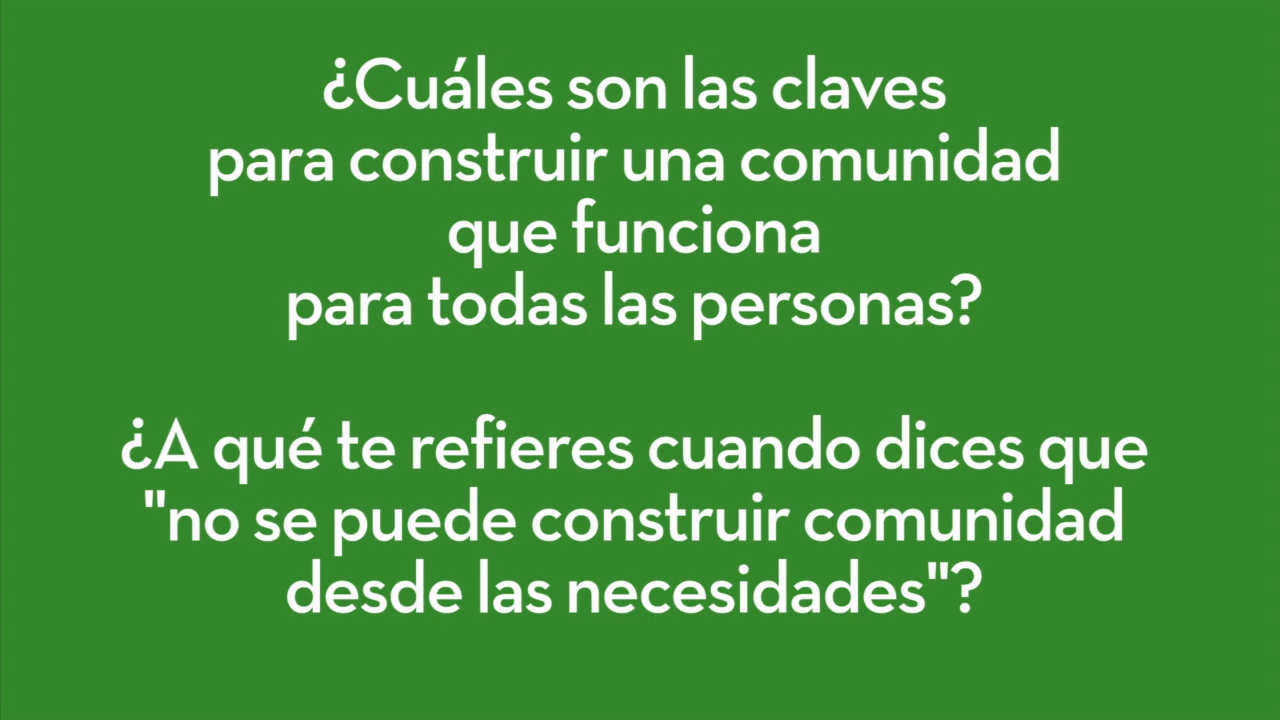 ¿Cuáles son las claves
para construir una comunidad
que funciona
para todas las personas?
¿A qué te refieres cuando dices que
"no se puede construir comunidad
desde las necesidades"?